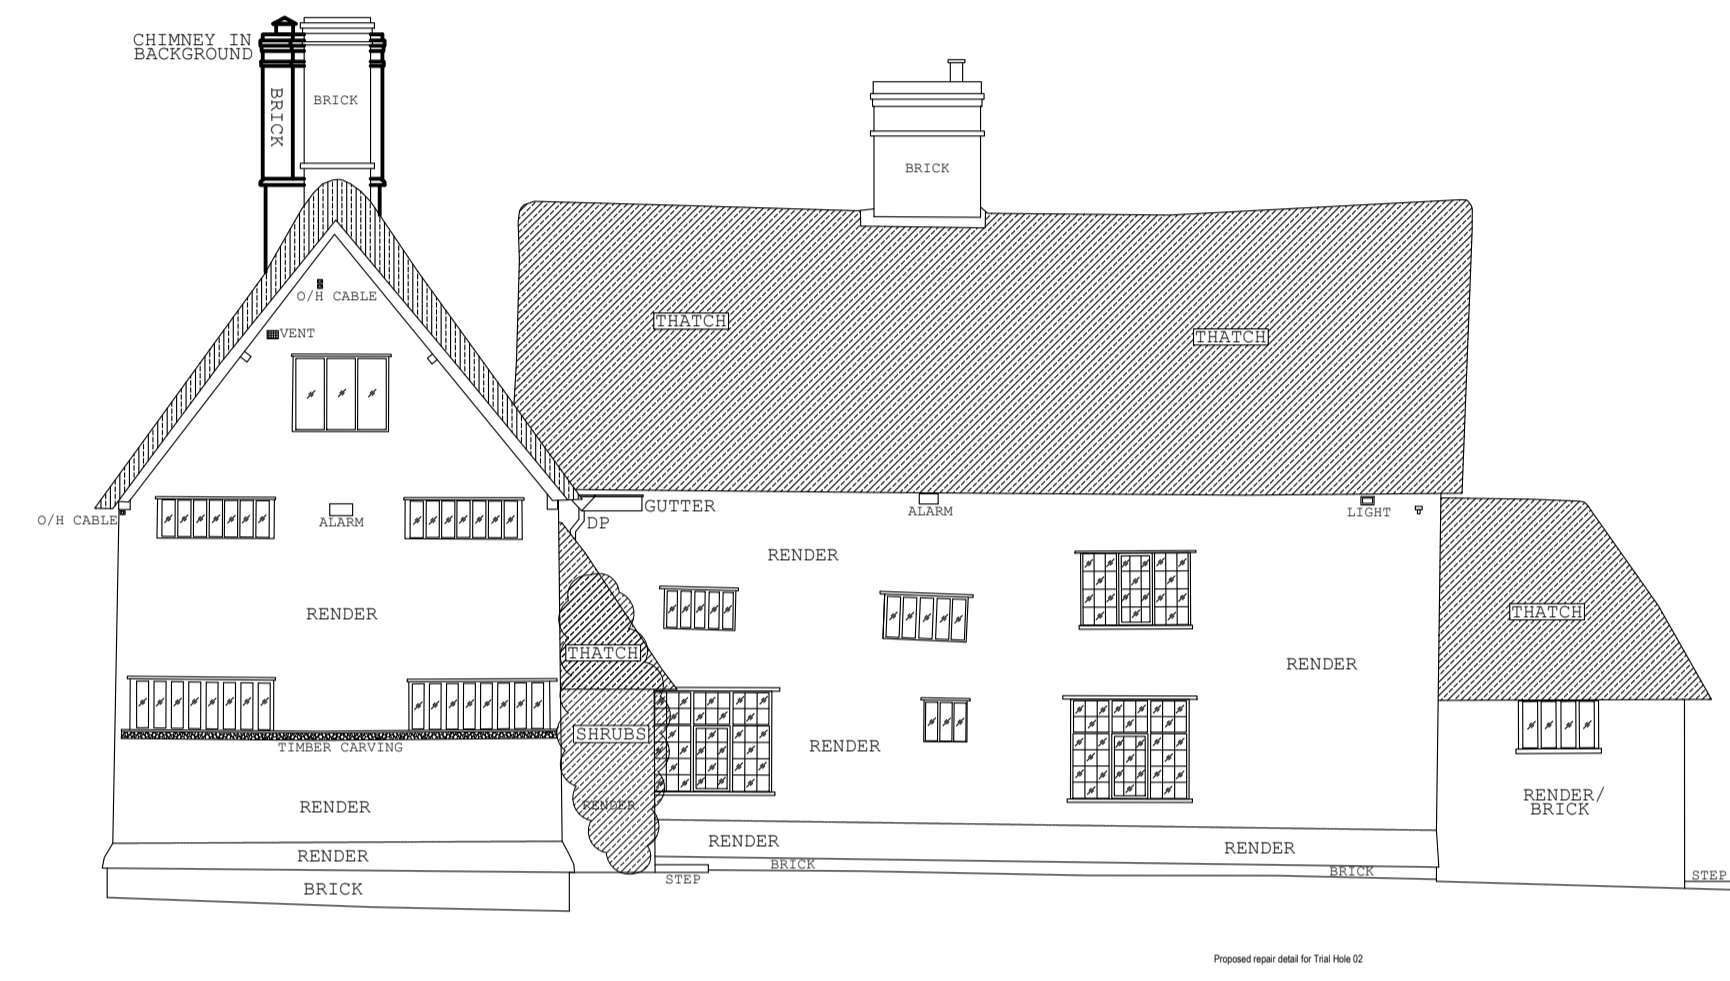 CHIMNEY IN
BACKGROUND
BRICK
BRICK
BRICK
O/H CABLE
VENT
THATCH
THATCH
O/H CABLE
ALARM
GUTTER
DP
ALARM
LIGHT
RENDER
RENDER
THATCH
THATCH
RENDER
SHRUBS
RENDER
TIMBER CARVING
RENDER
RENDER
RENDER/
BRICK
RENDER
RENDER
RENDER
BRICK
BRICK
STEP
STEP
BRICK
Proposed repair detail for Trial Hole 02